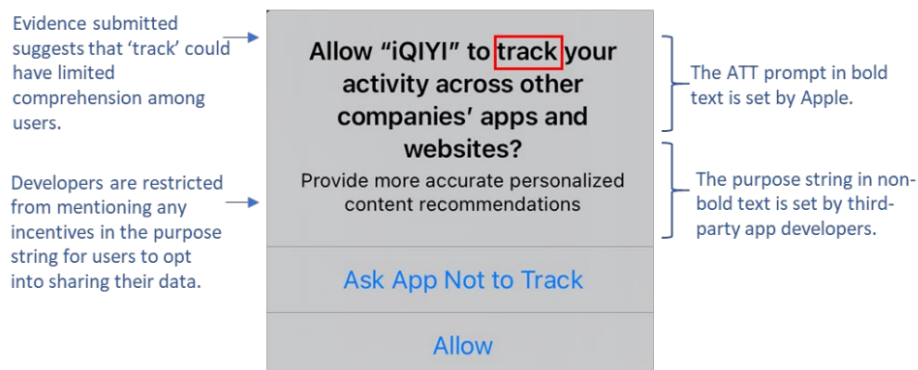 Evidence submitted
suggests that ‘track’ could
have limited
comprehension among
users.
Developers are restricted
from mentioning any
incentives in the purpose
string for users to opt
into sharing their data.
Allow “iQIYI” to track your
activity across other
companies’ apps and
websites?
Provide more accurate personalized
content recommendations
Ask App Not to Track
Allow
The ATT prompt in bold
text is set by Apple.
The purpose string in non-
bold text is set by third-
party app developers.